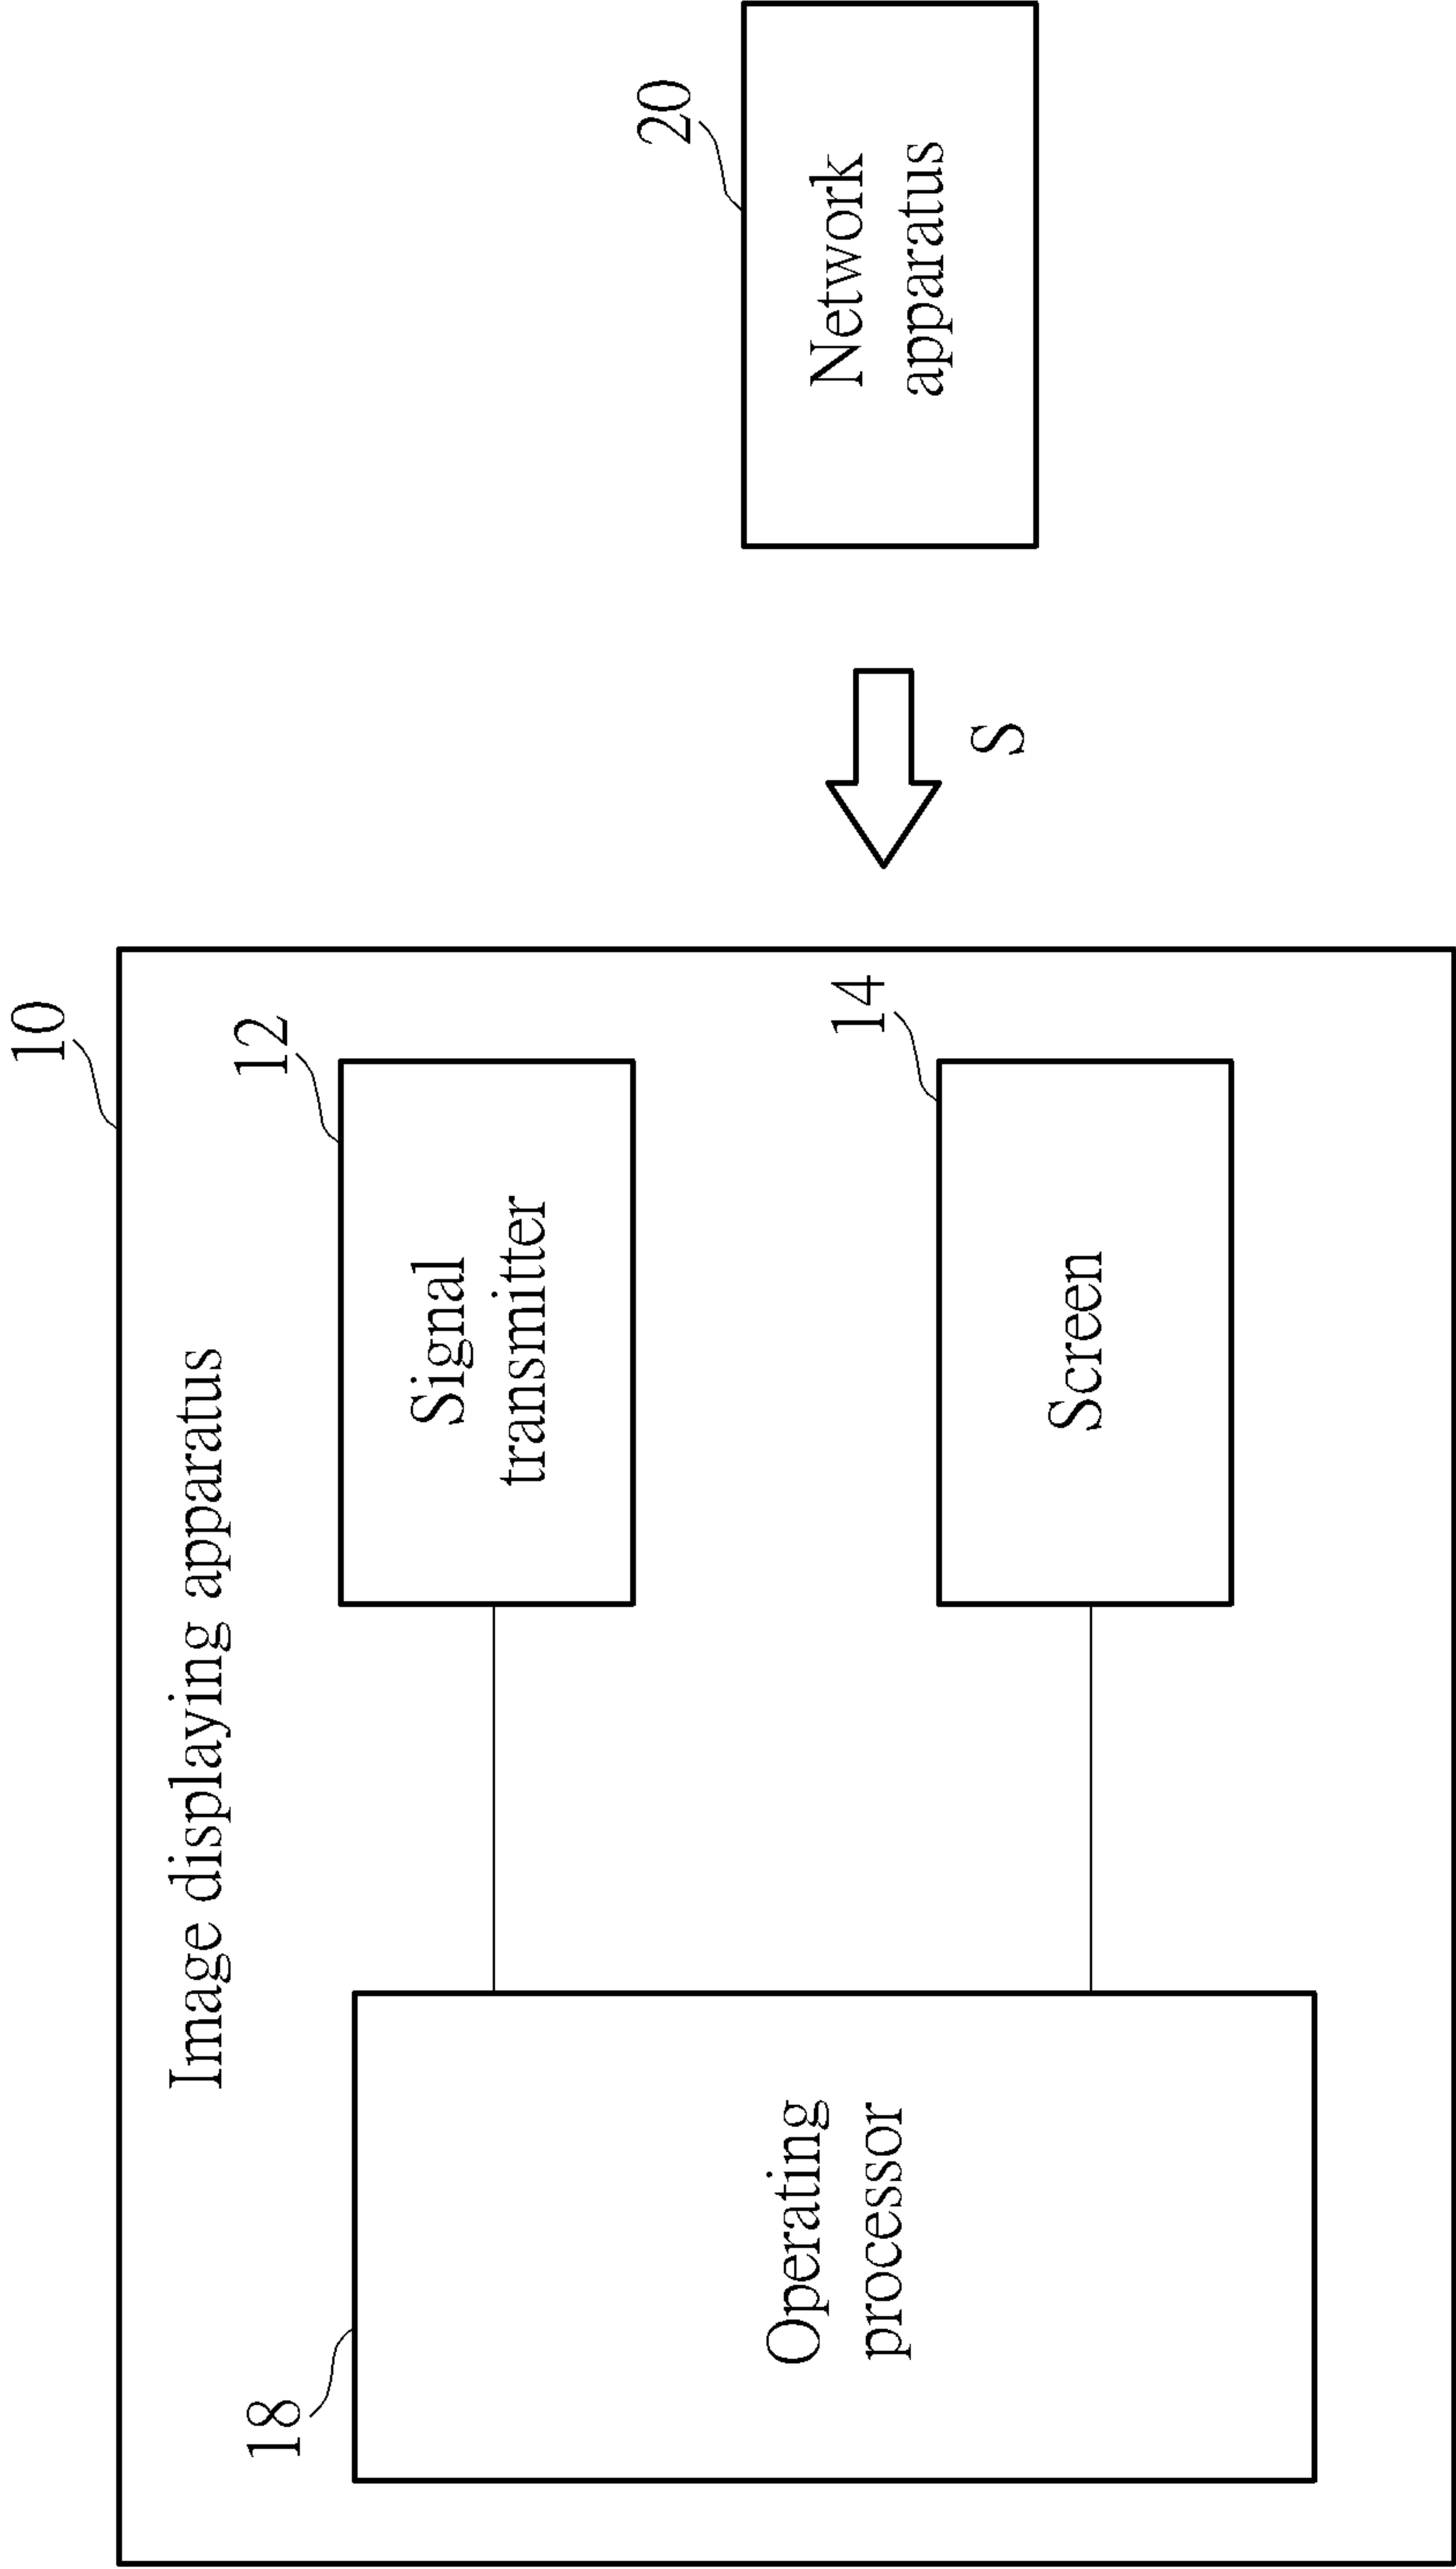 10
Image displaying apparatus
18
Operating
processor
12
Signal
transmitter
14
Screen
S
20
Network
apparatus